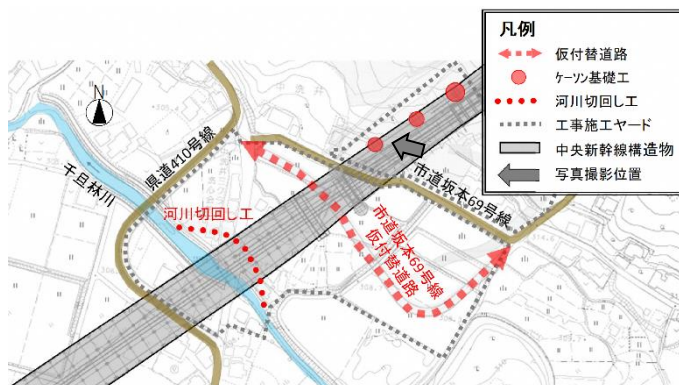 凡例
仮付替道路
ケーソン基礎工
河川切回し工
工事施工ヤード
中央新幹線構造物
写真撮影位置
N
県道410号線
千旦林川
市道坂本69号線
河川切回し工
市道坂本69号線
仮付替道路